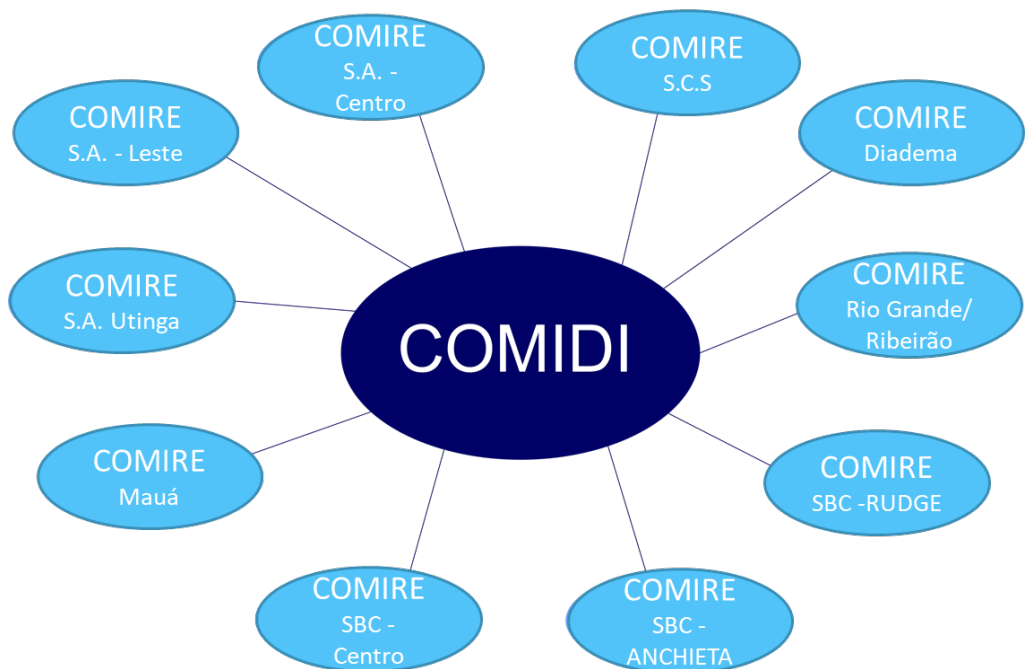 COMIRE
S.A. -
Centro
COMIRE
S.C.S
COMIRE
S.A. - Leste
COMIRE
Diadema
COMIRE
S.A. Utinga
COMIRE
Rio Grande/
Ribeirão
COMIDI
COMIRE
Mauá
COMIRE
SBC -RUDGE
COMIRE
SBC -
Centro
COMIRE
SBC -
ANCHIETA